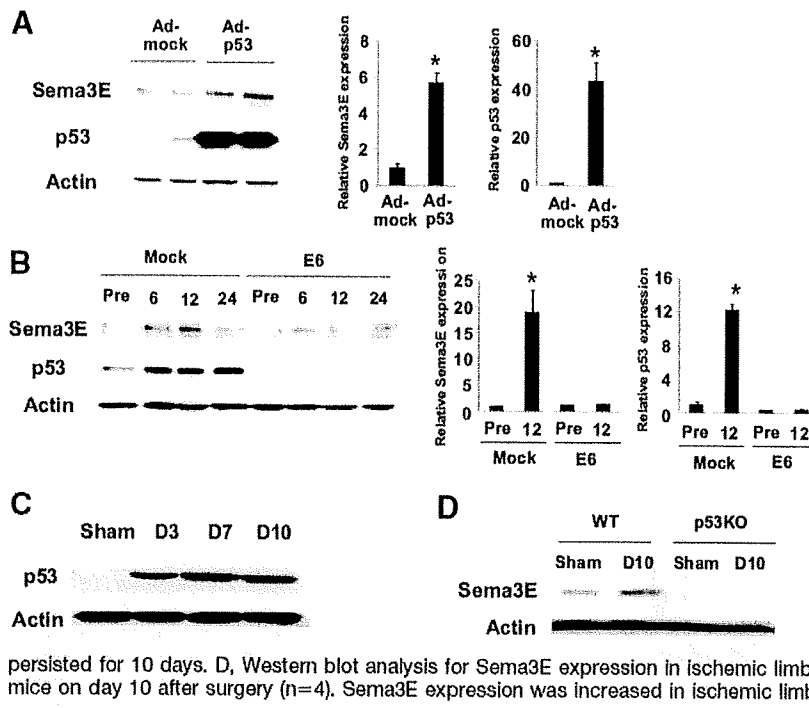 A
Ad-
mock
Ad-
p53
Sema3E
p53
Actin
Relative Sema3E expression
8
6
4
2
0
*
Ad-
mock
Ad-
p53
Relative p53 expression
60
40
20
0
*
Ad-
mock
Ad-
p53
B
Mock E6
Pre 6 12 24 Pre 6 12 24
Sema3E
p53
Actin
Relative Sema3E expression
25
20
15
10
5
0
*
Pre 12 Pre 12
Mock E6
Relative p53 expression
16
12
8
4
0
*
Pre 12 Pre 12
Mock E6
C
Sham D3 D7 D10
p53
Actin
D
WT p53KO
Sham D10 Sham D10
Sema3E
Actin
persisted for 10 days. D, Western blot analysis for Sema3E expression in ischemic limb
mice on day 10 after surgery (n=4). Sema3E expression was increased in ischemic limb